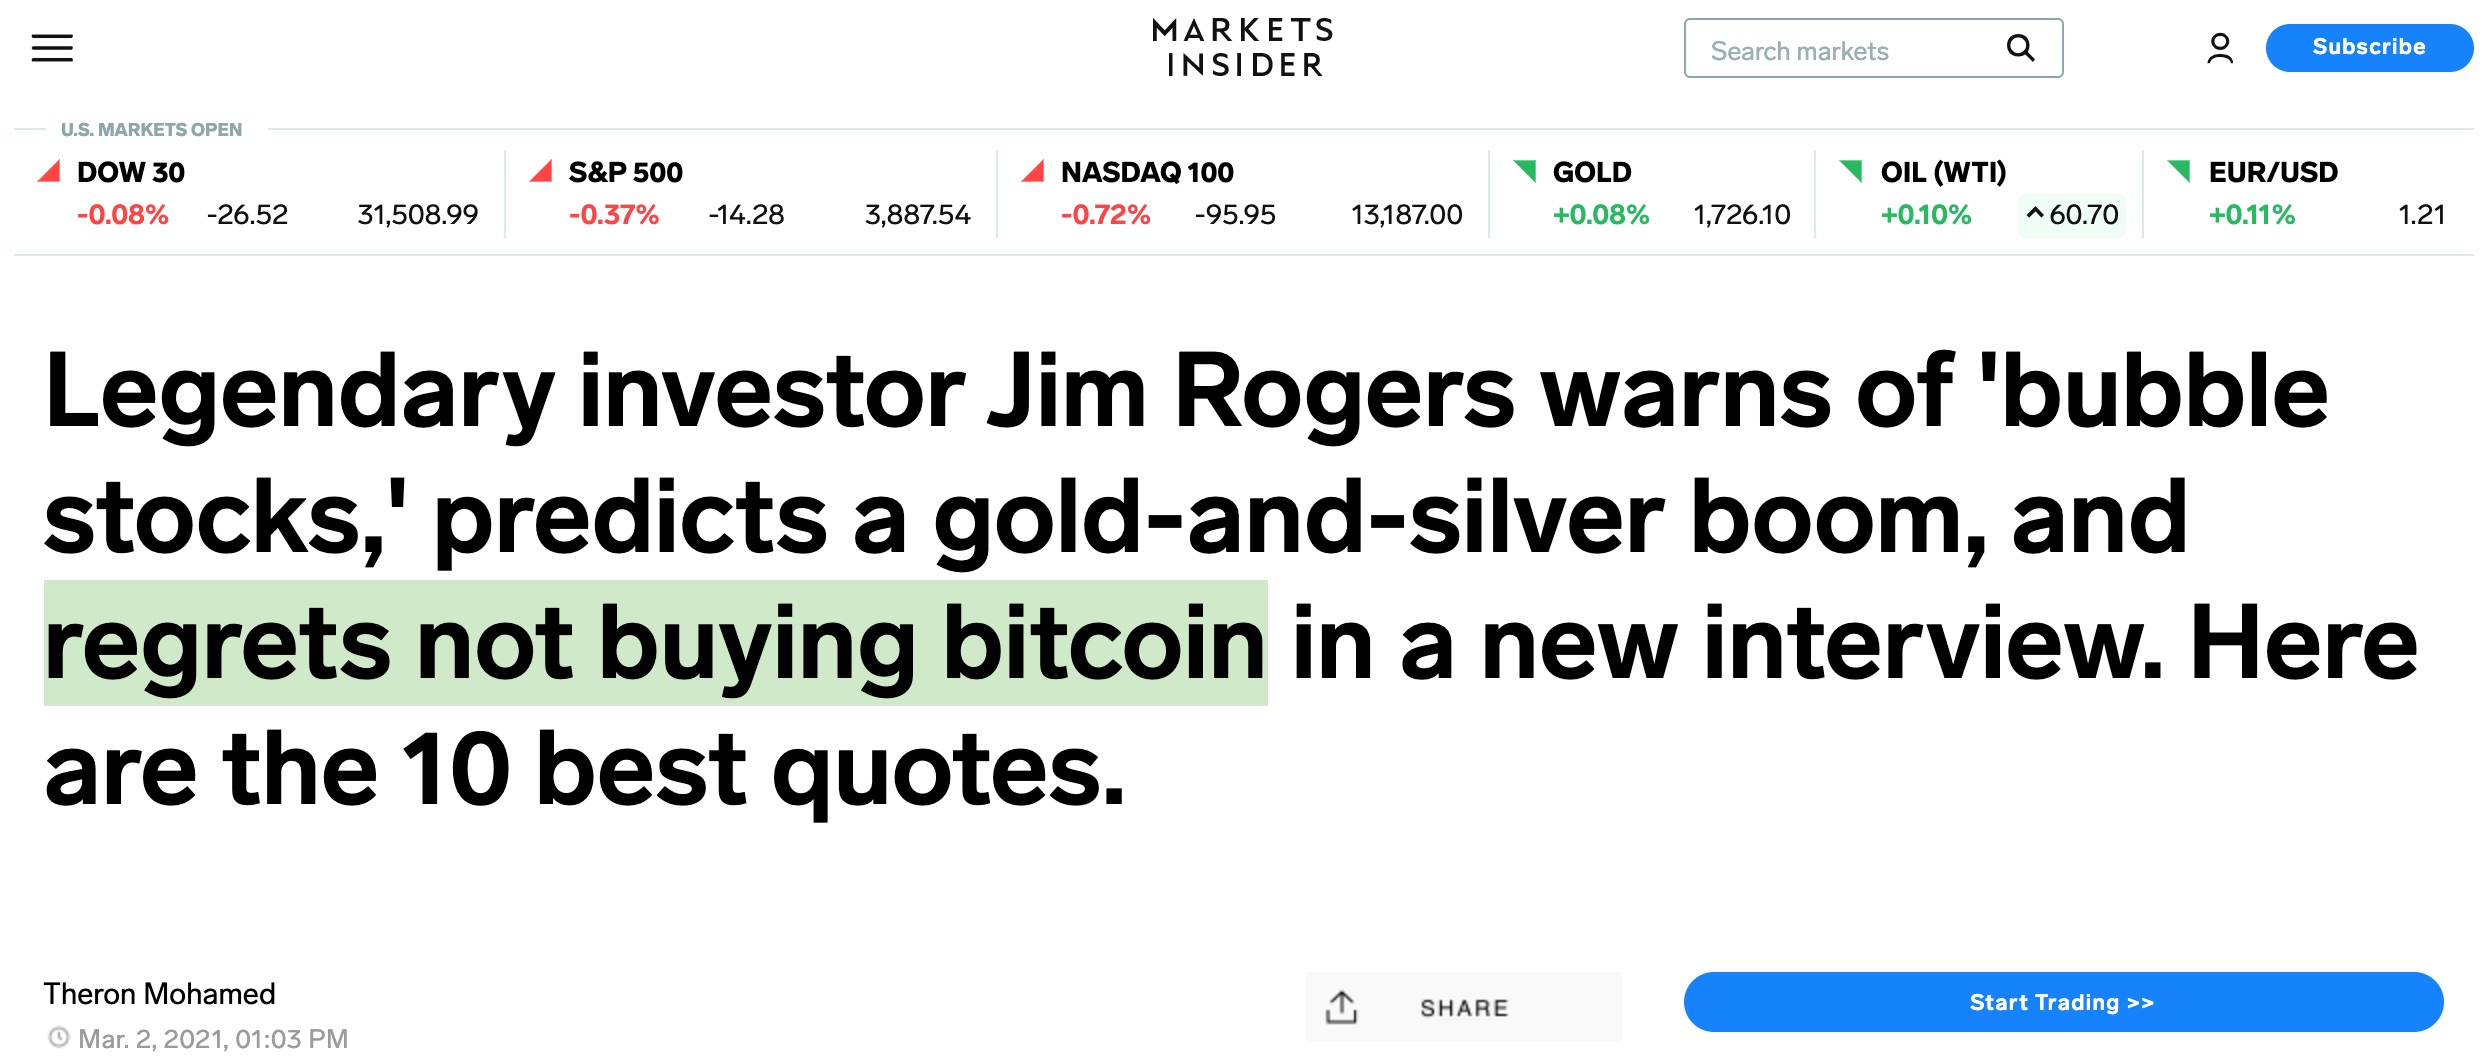 MARKETS
INSIDER
Search markets
Subscribe
U.S. MARKETS OPEN
DOW 30
-0.08% -26.52 31,508.99
S&P 500
-0.37% -14.28 3,887.54
NASDAQ 100
-0.72% -95.95 13,187.00
GOLD
+0.08% 1,726.10
OIL (WTI)
+0.10% 60.70
EUR/USD
+0.11% 1.21
Legendary investor Jim Rogers warns of 'bubble
stocks,' predicts a gold-and-silver boom, and
regrets not buying bitcoin in a new interview. Here
are the 10 best quotes.
Theron Mohamed
Mar. 2, 2021, 01:03 PM
SHARE
Start Trading >>